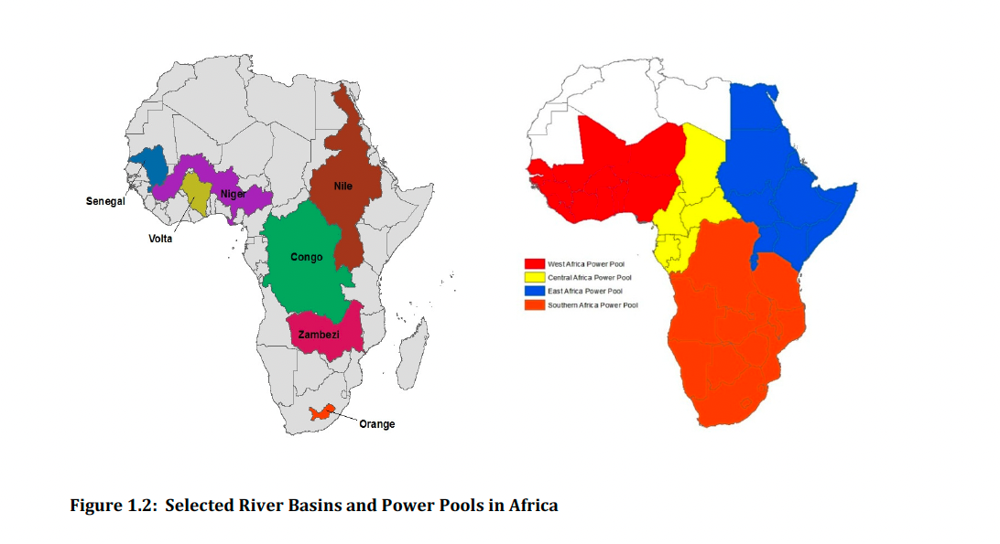 Senegal
Niger
Nile
Volta
Congo
Zambezi
Orange
West Africa Power Pool
Central Africa Power Pool
East Africa Power Pool
Southern Africa Power Pool
Figure 1.2: Selected River Basins and Power Pools in Africa